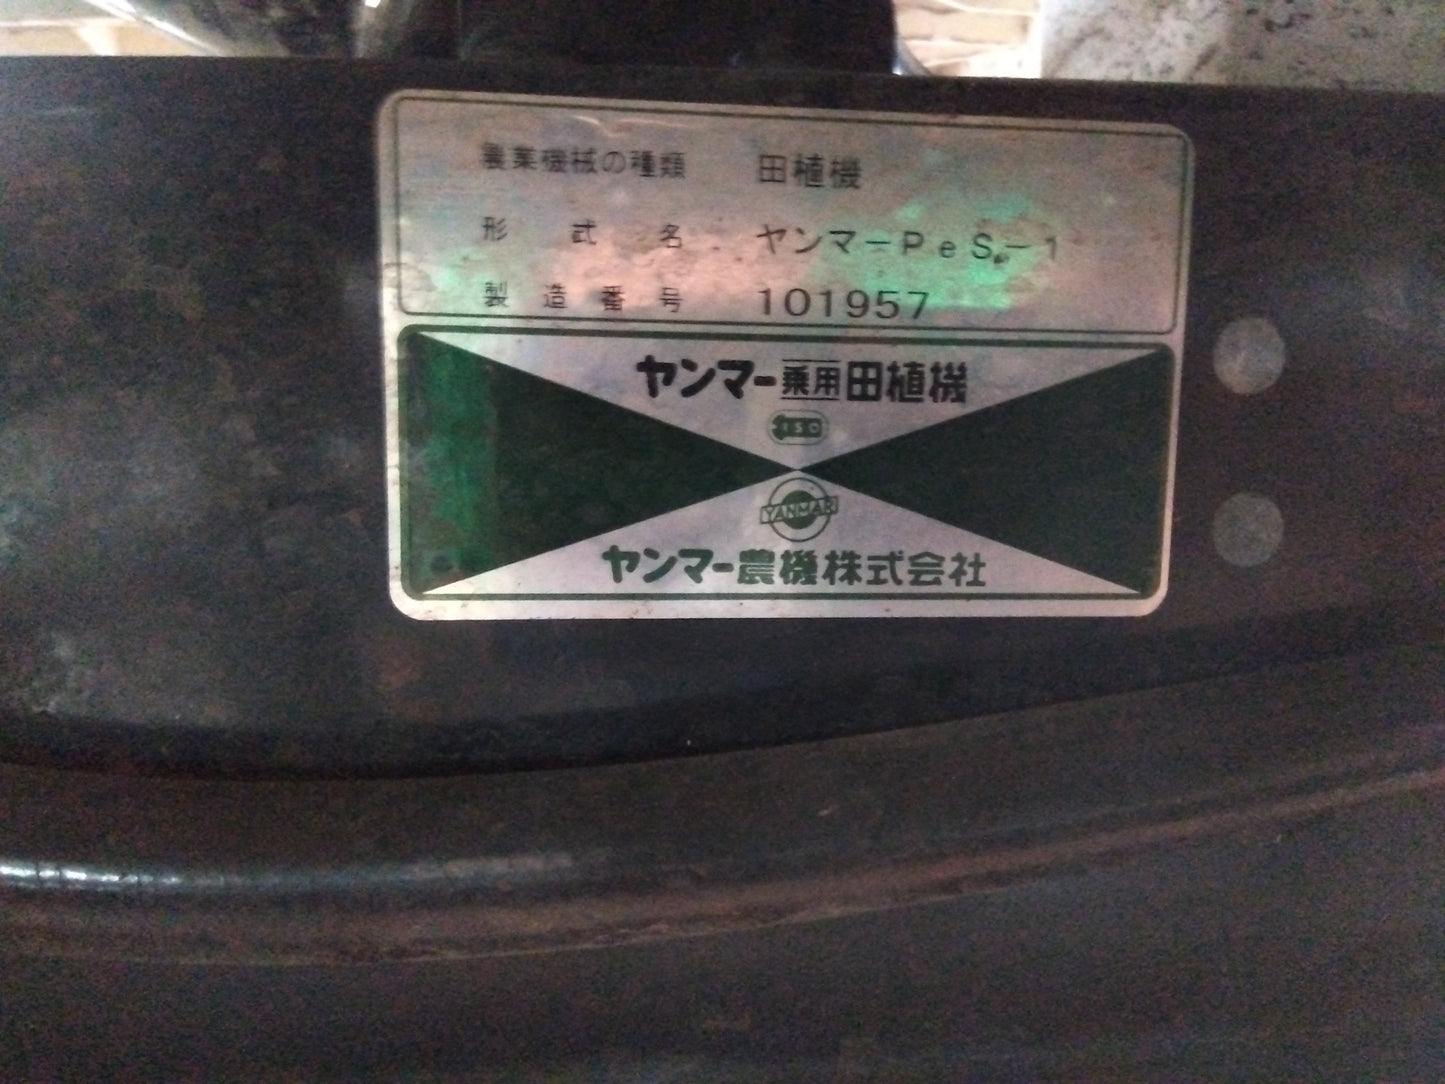 農業機械の種類 田植機
形式名 ヤンマーPeS-1
製造番号 101957
ヤンマー乗用田植機
ISO
YANMAR
ヤンマー農機株式会社